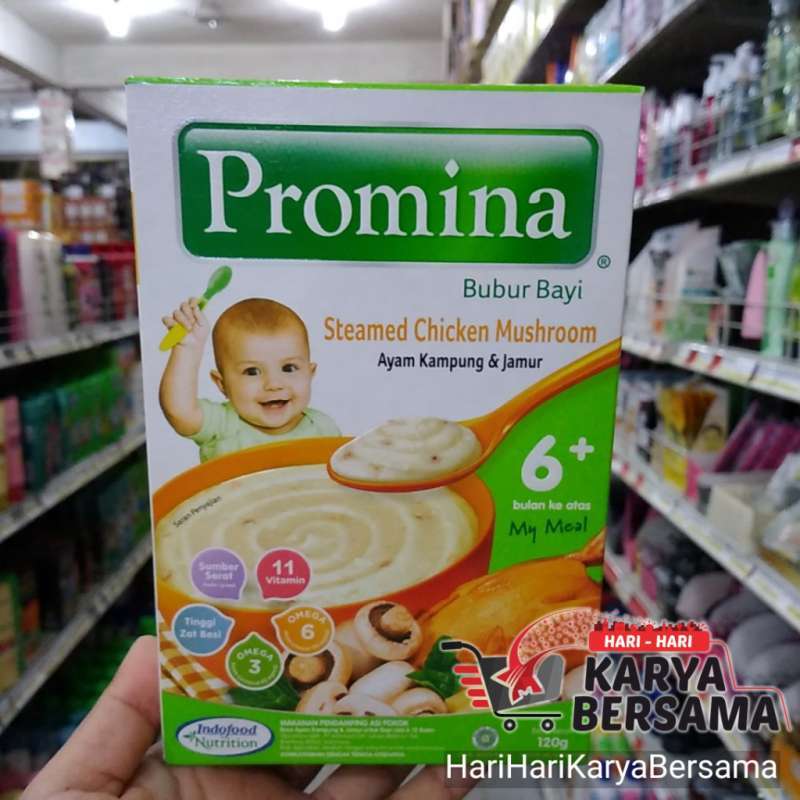 Promina
®
Bubur Bayi
Steamed Chicken Mushroom
Ayam Kampung & Jamur
6+
bulan ke atas
My Meal
Saran Penyajian
Sumber
Serat
11
Vitamin
Tinggi
Zat Besi
OMEGA
6
OMEGA
3
Indofood
Nutrition
MAKANAN PENDAMPING ASI POKOK
120g
HARI - HARI
KARYA
BERSAMA
HariHariKaryaBersama